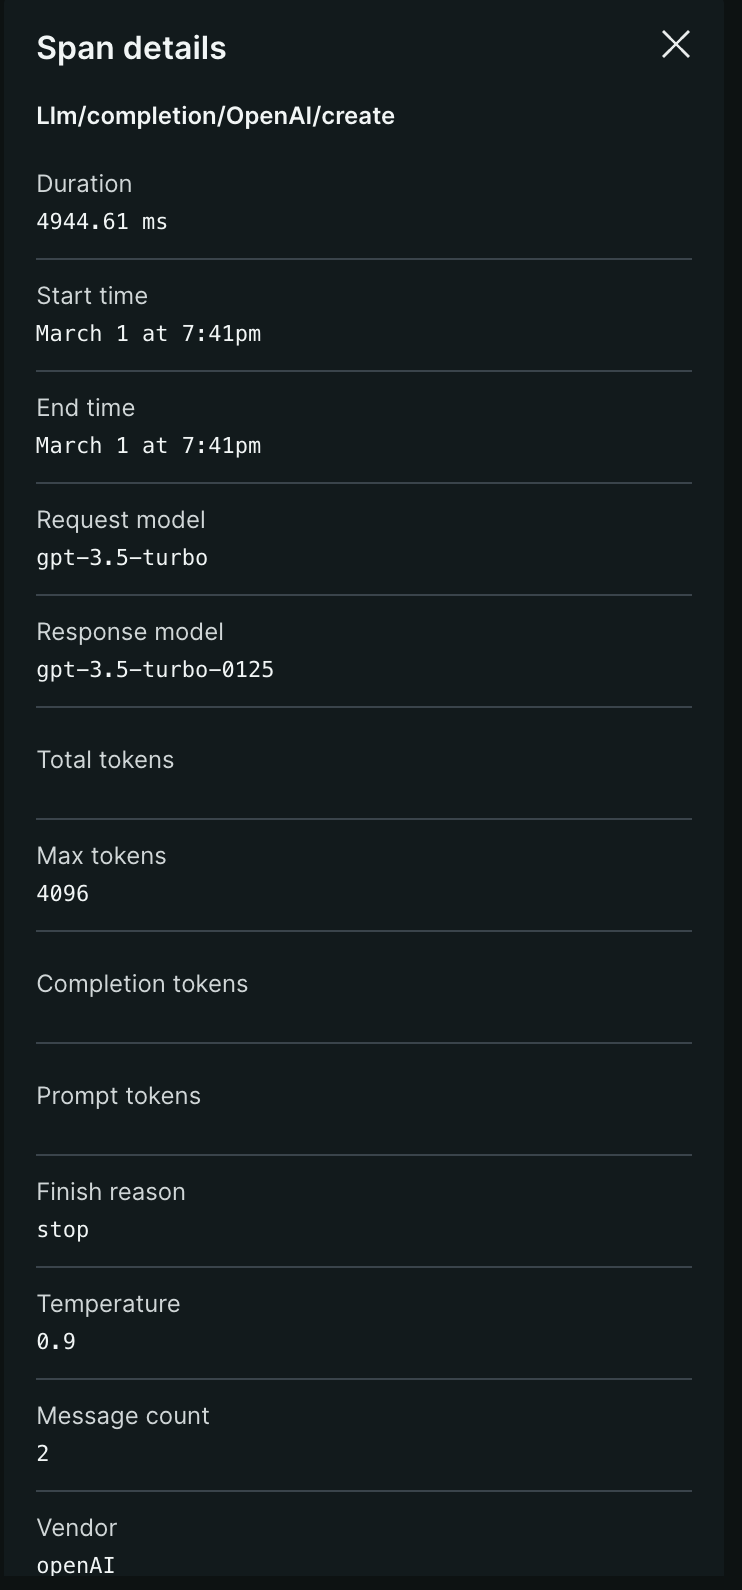 Span details
Llm/completion/OpenAI/create
Duration
4944.61 ms
Start time
March 1 at 7:41pm
End time
March 1 at 7:41pm
Request model
gpt-3.5-turbo
Response model
gpt-3.5-turbo-0125
Total tokens
Max tokens
4096
Completion tokens
Prompt tokens
Finish reason
stop
Temperature
0.9
Message count
2
Vendor
openAI